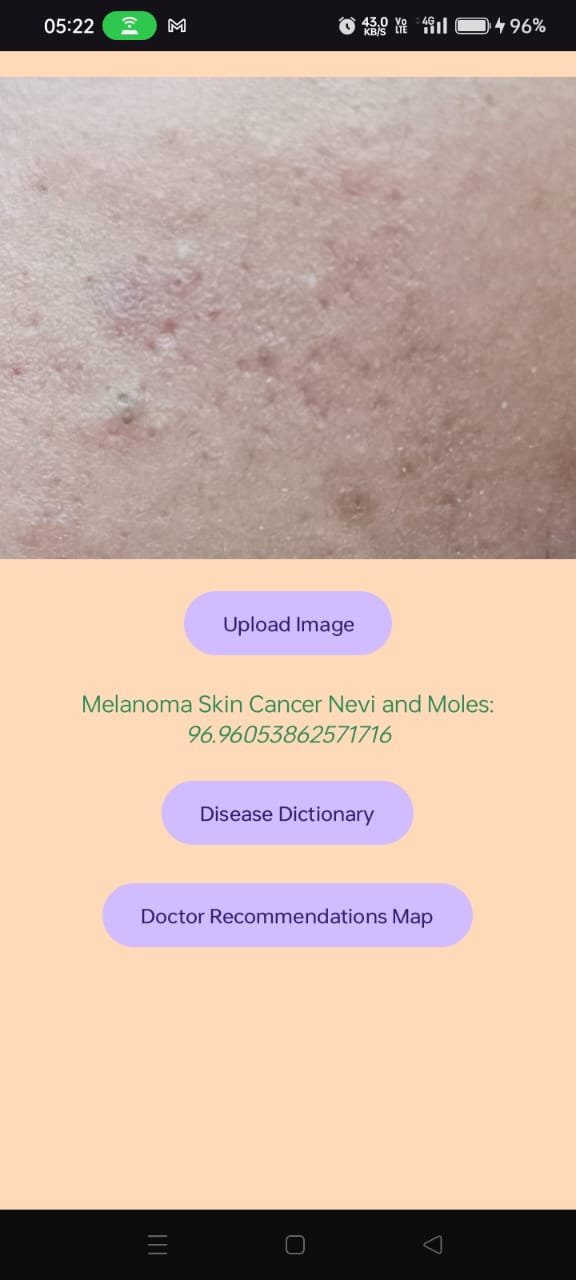 05:22 43.0 KB/S Vo LTE 4G 96%
Upload Image
Melanoma Skin Cancer Nevi and Moles:
96.96053862571716
Disease Dictionary
Doctor Recommendations Map